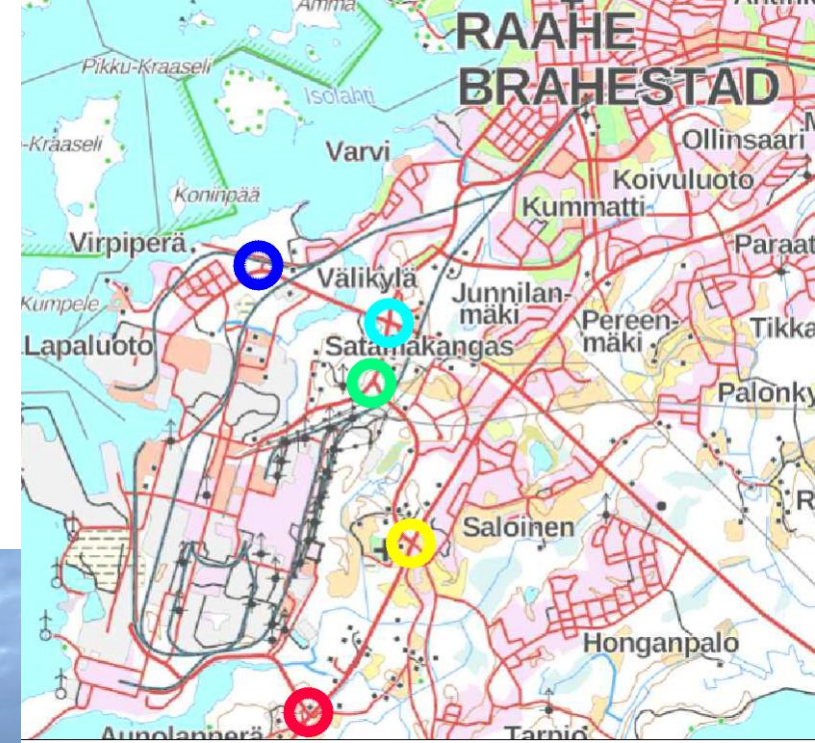 Ämmä
RAAHE
BRAHESTAD
Pikku-Kraaseli
Isolahti
-Kraaseli
Varvi
Ollinsaari
Koninpää
Koivuluoto
Kummatti
Virpiperä
Paraat
Välikylä
Kumpele
Junnilan-
mäki
Pereen-
mäki
Tikka
Lapaluoto
Satamakangas
Palonky
R
Saloinen
Honganpalo